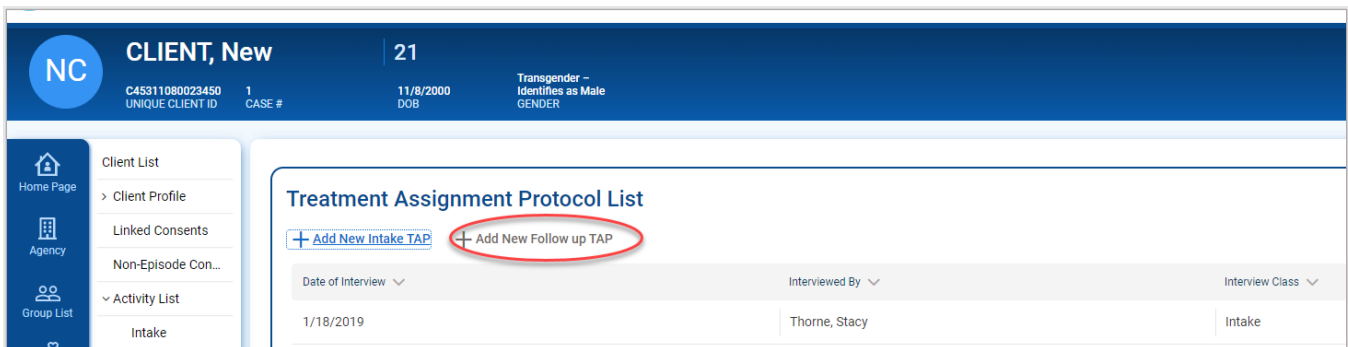 NC
CLIENT, New
21
C45311080023450
UNIQUE CLIENT ID
1
CASE #
11/8/2000
DOB
Transgender –
Identifies as Male
GENDER
Home Page
Agency
Group List
Client List
Client Profile
Linked Consents
Non-Episode Con...
Activity List
Intake
Treatment Assignment Protocol List
Add New Intake TAP
Add New Follow up TAP
Date of Interview
Interviewed By
Interview Class
1/18/2019
Thorne, Stacy
Intake